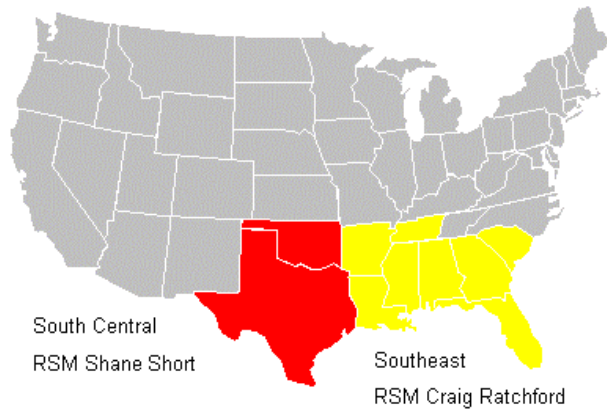 South Central
RSM Shane Short
Southeast
RSM Craig Ratchford